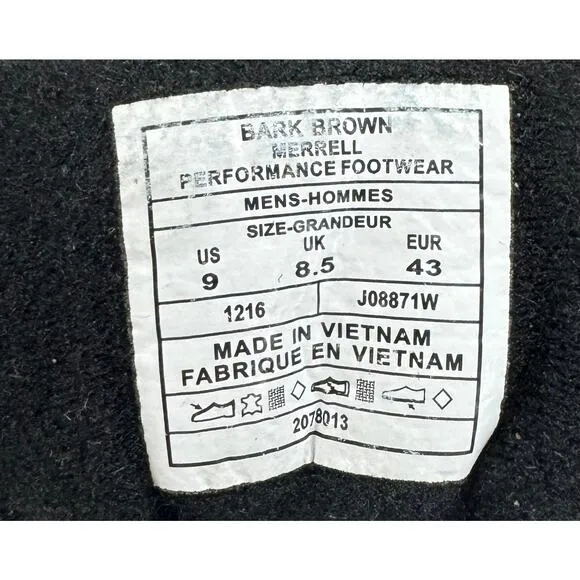 BARK BROWN
MERRELL
PERFORMANCE FOOTWEAR
MENS-HOMMES
SIZE-GRANDEUR
US UK EUR
9 8.5 43
1216 J08871W
MADE IN VIETNAM
FABRIQUE EN VIETNAM
2078013